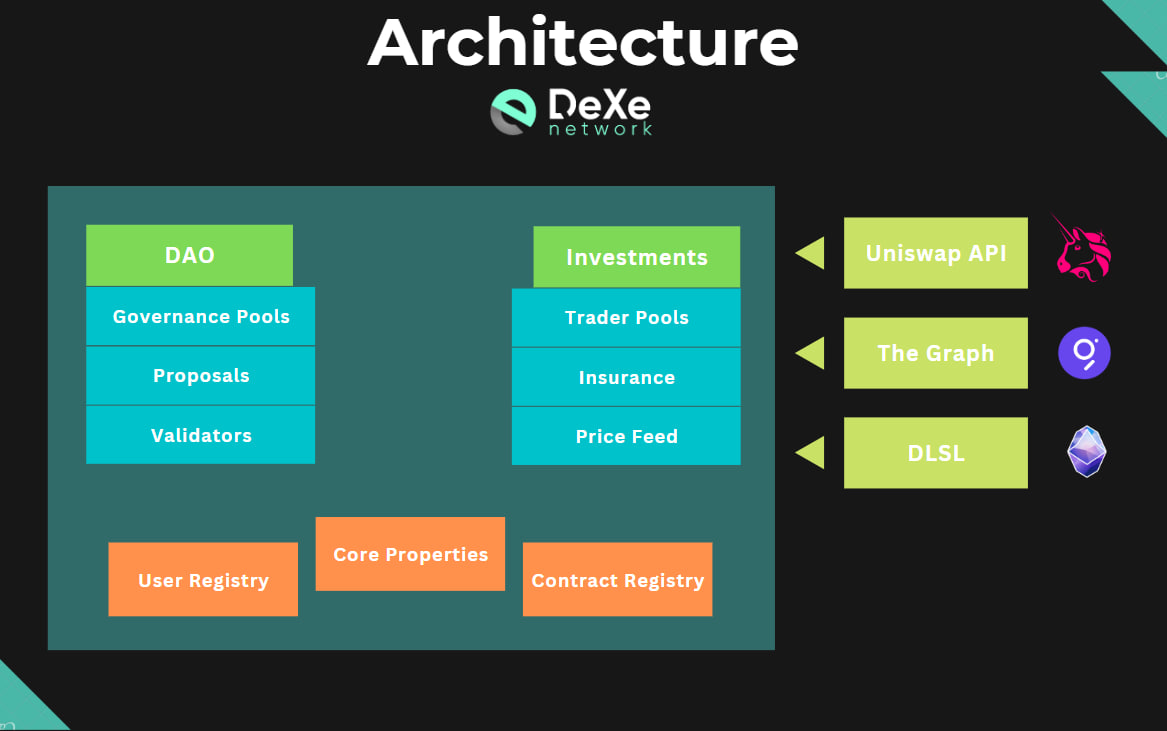 Architecture
DeXe
network
DAO
Governance Pools
Proposals
Validators
Investments
Trader Pools
Insurance
Price Feed
User Registry
Core Properties
Contract Registry
Uniswap API
The Graph
DLSL